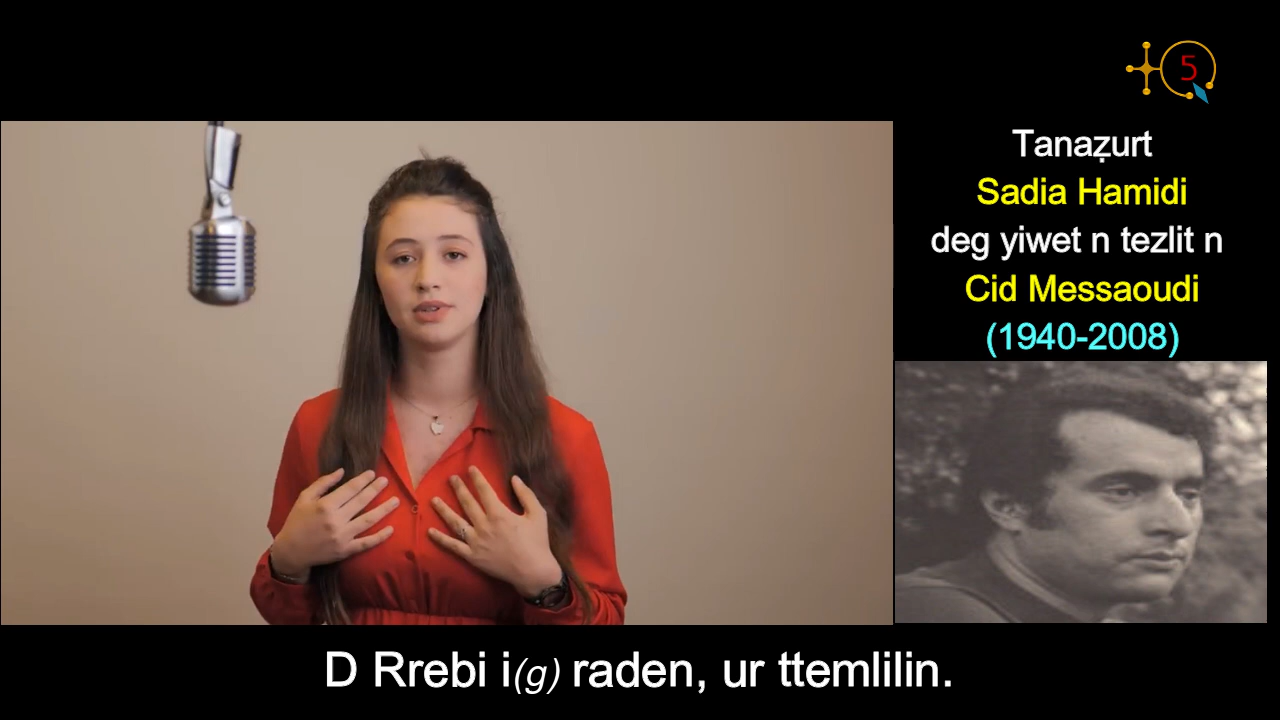 5
Tanaẓurt
Sadia Hamidi
deg yiwet n tezlit n
Cid Messaoudi
(1940-2008)
D Rrebi i(g) raden, ur ttemlilin.